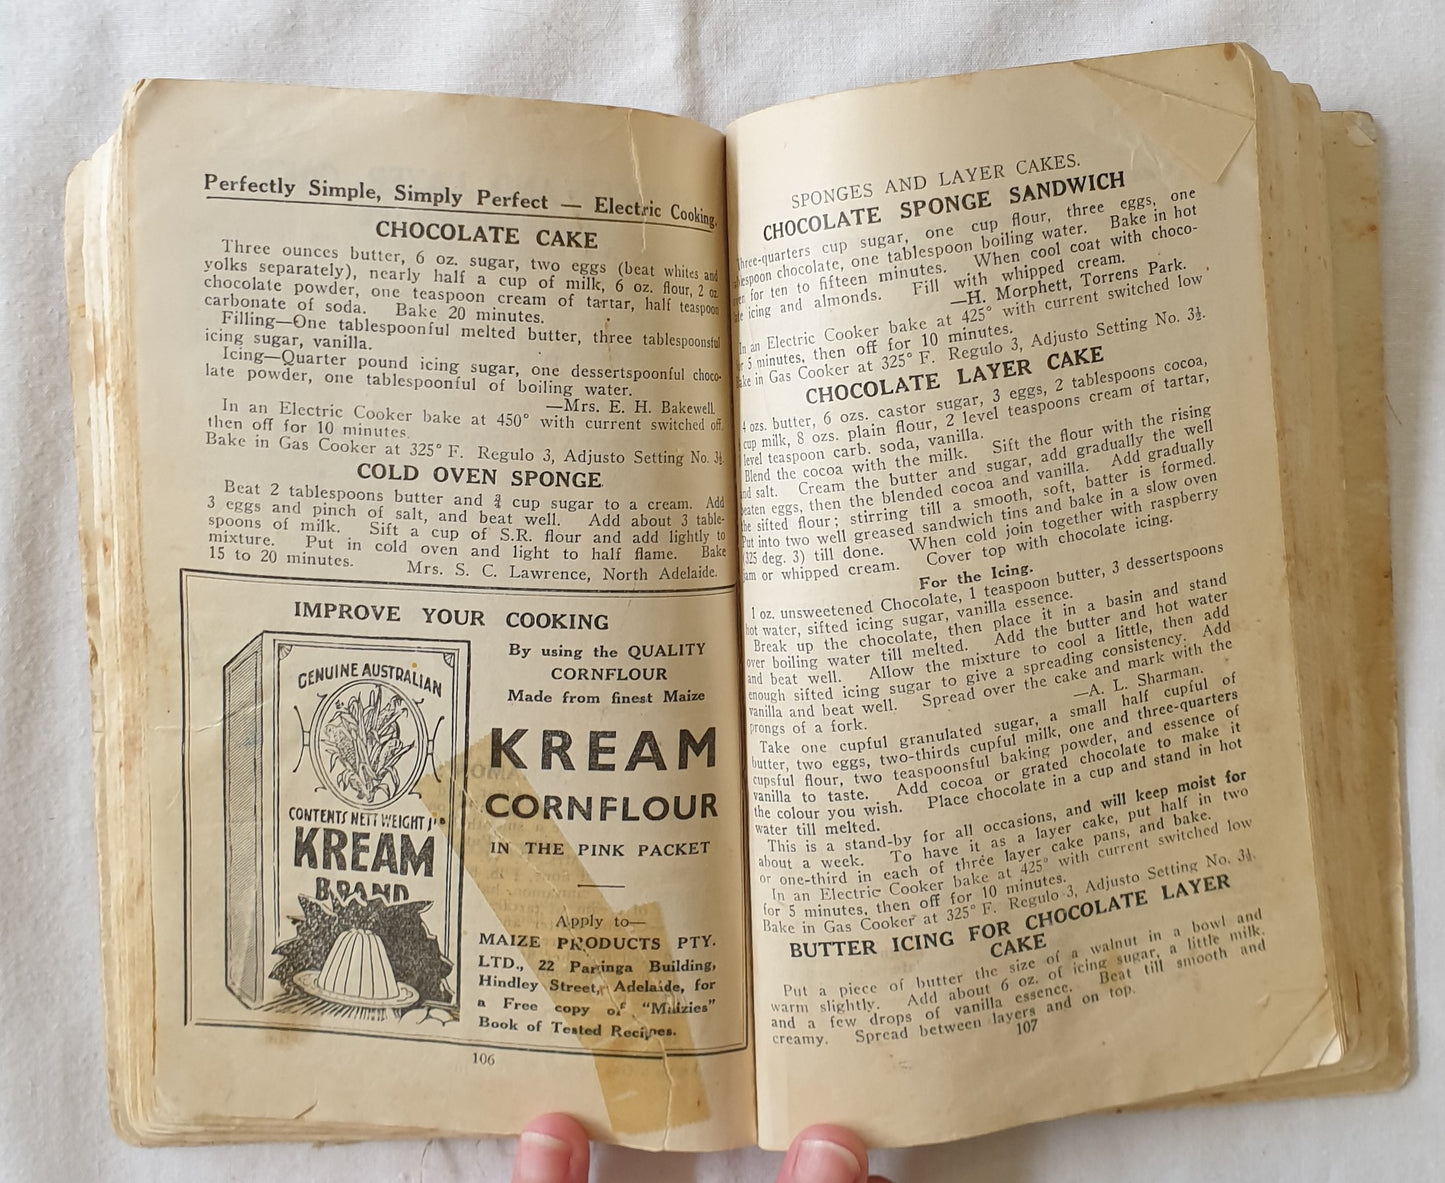 Perfectly Simple, Simply Perfect — Electric Cooking.
CHOCOLATE CAKE
Three ounces butter, 6 oz. sugar, two eggs (beat whites and
yolks separately), nearly half a cup of milk, 6 oz. flour, 2 oz.
chocolate powder, one teaspoon cream of tartar, half teaspoon
carbonate of soda. Bake 20 minutes.
Filling—One tablespoonful melted butter, three tablespoonsful
icing sugar, vanilla.
Icing—Quarter pound icing sugar, one dessertspoonful choco-
late powder, one tablespoonful of boiling water.
—Mrs. E. H. Bakewell.
In an Electric Cooker bake at 450° with current switched off,
then off for 10 minutes.
Bake in Gas Cooker at 325° F. Regulo 3, Adjusto Setting No. 3½.
COLD OVEN SPONGE
Beat 2 tablespoons butter and ¾ cup sugar to a cream. Add
3 eggs and pinch of salt, and beat well. Add about 3 table-
spoons of milk. Sift a cup of S.R. flour and add lightly to
mixture. Put in cold oven and light to half flame. Bake
15 to 20 minutes. Mrs. S. C. Lawrence, North Adelaide.
IMPROVE YOUR COOKING
By using the QUALITY
CORNFLOUR
Made from finest Maize
KREAM
CORNFLOUR
IN THE PINK PACKET
Apply to—
MAIZE PRODUCTS PTY.
LTD., 22 Paringa Building,
Hindley Street, Adelaide, for
a Free copy of "Maizies"
Book of Tested Recipes.
GENUINE AUSTRALIAN
CONTENTS NETT WEIGHT
KREAM
BRAND
106
SPONGES AND LAYER CAKES.
CHOCOLATE SPONGE SANDWICH
Three-quarters cup sugar, one cup flour, three eggs, one
tablespoon chocolate, one tablespoon boiling water. Bake in hot
oven for ten to fifteen minutes. When cool coat with choco-
late icing and almonds. Fill with whipped cream.
—H. Morphett, Torrens Park.
In an Electric Cooker bake at 425° with current switched low
for 5 minutes, then off for 10 minutes.
Bake in Gas Cooker at 325° F. Regulo 3, Adjusto Setting No. 3½.
CHOCOLATE LAYER CAKE
4 ozs. butter, 6 ozs. castor sugar, 3 eggs, 2 tablespoons cocoa,
cup milk, 8 ozs. plain flour, 2 level teaspoons cream of tartar,
level teaspoon carb. soda, vanilla.
Blend the cocoa with the milk. Sift the flour with the rising
and salt. Cream the butter and sugar, add gradually the well
beaten eggs, then the blended cocoa and vanilla. Add gradually
the sifted flour; stirring till a smooth, soft, batter is formed.
Put into two well greased sandwich tins and bake in a slow oven
(325 deg. 3) till done. When cold join together with raspberry
jam or whipped cream. Cover top with chocolate icing.
For the Icing.
1 oz. unsweetened Chocolate, 1 teaspoon butter, 3 dessertspoons
hot water, sifted icing sugar, vanilla essence.
Break up the chocolate, then place it in a basin and stand
over boiling water till melted. Add the butter and hot water
and beat well. Allow the mixture to cool a little, then add
enough sifted icing sugar to give a spreading consistency. Add
vanilla and beat well. Spread over the cake and mark with the
prongs of a fork. —A. L. Sharman.
Take one cupful granulated sugar, a small half cupful of
butter, two eggs, two-thirds cupful milk, one and three-quarters
cupsful flour, two teaspoonsful baking powder, and essence of
vanilla to taste. Add cocoa or grated chocolate to make it
the colour you wish. Place chocolate in a cup and stand in hot
water till melted.
This is a stand-by for all occasions, and will keep moist for
about a week. To have it as a layer cake, put half in two
or one-third in each of three layer cake pans, and bake.
In an Electric Cooker bake at 425° with current switched low
for 5 minutes, then off for 10 minutes.
Bake in Gas Cooker at 325° F. Regulo 3, Adjusto Setting No. 3½.
BUTTER ICING FOR CHOCOLATE LAYER
CAKE
Put a piece of butter the size of a walnut in a bowl and
warm slightly. Add about 6 oz. of icing sugar, a little milk,
and a few drops of vanilla essence. Beat till smooth and
creamy. Spread between layers and on top.
107